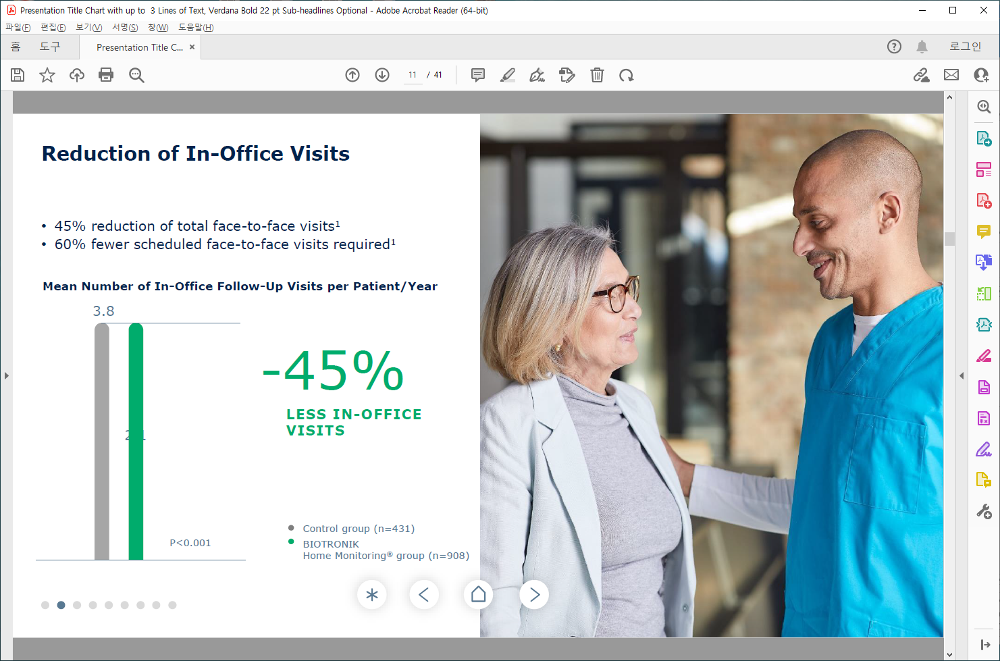 Presentation Title Chart with up to  3 Lines of Text, Verdana Bold 22 pt Sub-headlines Optional - Adobe Acrobat Reader (64-bit)
파일(F) 편집(E) 보기(V) 서명(S) 창(W) 도움말(H)
홈 도구 Presentation Title C... 로그인
11 / 41
Reduction of In-Office Visits
• 45% reduction of total face-to-face visits¹
• 60% fewer scheduled face-to-face visits required¹
Mean Number of In-Office Follow-Up Visits per Patient/Year
3.8
-45%
LESS IN-OFFICE
VISITS
P<0.001
Control group (n=431)
BIOTRONIK
Home Monitoring® group (n=908)